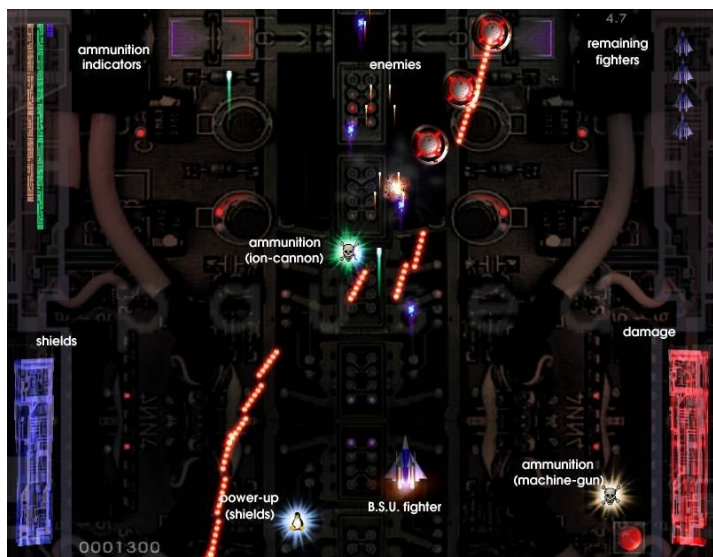 4.7
ammunition
indicators
enemies
remaining
fighters
ammunition
(ion-cannon)
paused
shields
damage
ammunition
(machine-gun)
power-up
(shields)
B.S.U. fighter
0001300